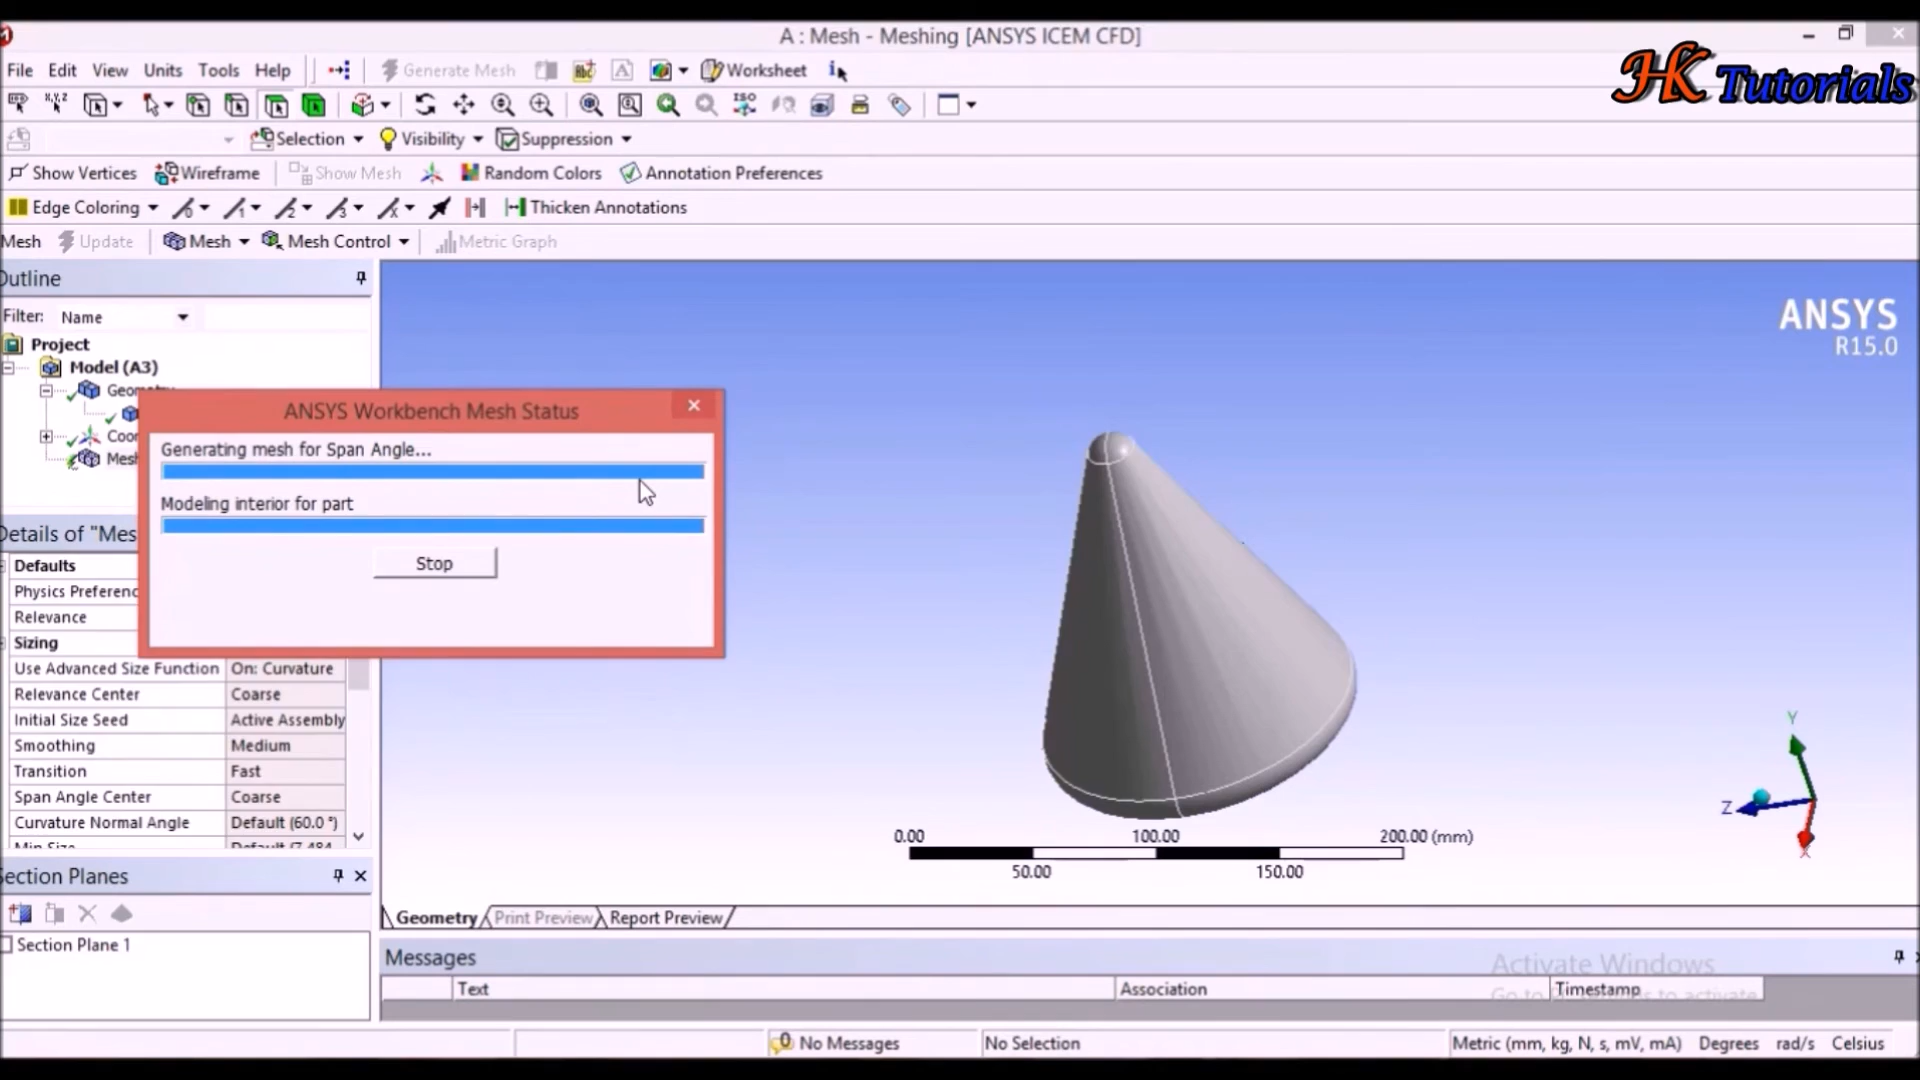 A : Mesh - Meshing [ANSYS ICEM CFD]
HK Tutorials
File Edit View Units Tools Help Generate Mesh Worksheet
ISO
Selection Visibility Suppression
Show Vertices Wireframe Show Mesh Random Colors Annotation Preferences
Edge Coloring Thicken Annotations
Mesh Update Mesh Mesh Control Metric Graph
Outline
Filter: Name
Project
Model (A3)
ANSYS
R15.0
ANSYS Workbench Mesh Status
Generating mesh for Span Angle...
Modeling interior for part
Stop
Details of "Mes
Defaults
Physics Preferenc
Relevance
Sizing
Use Advanced Size Function On: Curvature
Relevance Center Coarse
Initial Size Seed Active Assembly
Smoothing Medium
Transition Fast
Span Angle Center Coarse
Curvature Normal Angle Default (60.0 °)
Min Size Default (7.484
Y
Z
X
0.00 100.00 200.00 (mm)
50.00 150.00
Section Planes
Section Plane 1
Geometry Print Preview Report Preview
Messages
Activate Windows
Text Association Timestamp
No Messages No Selection Metric (mm, kg, N, s, mV, mA) Degrees rad/s Celsius